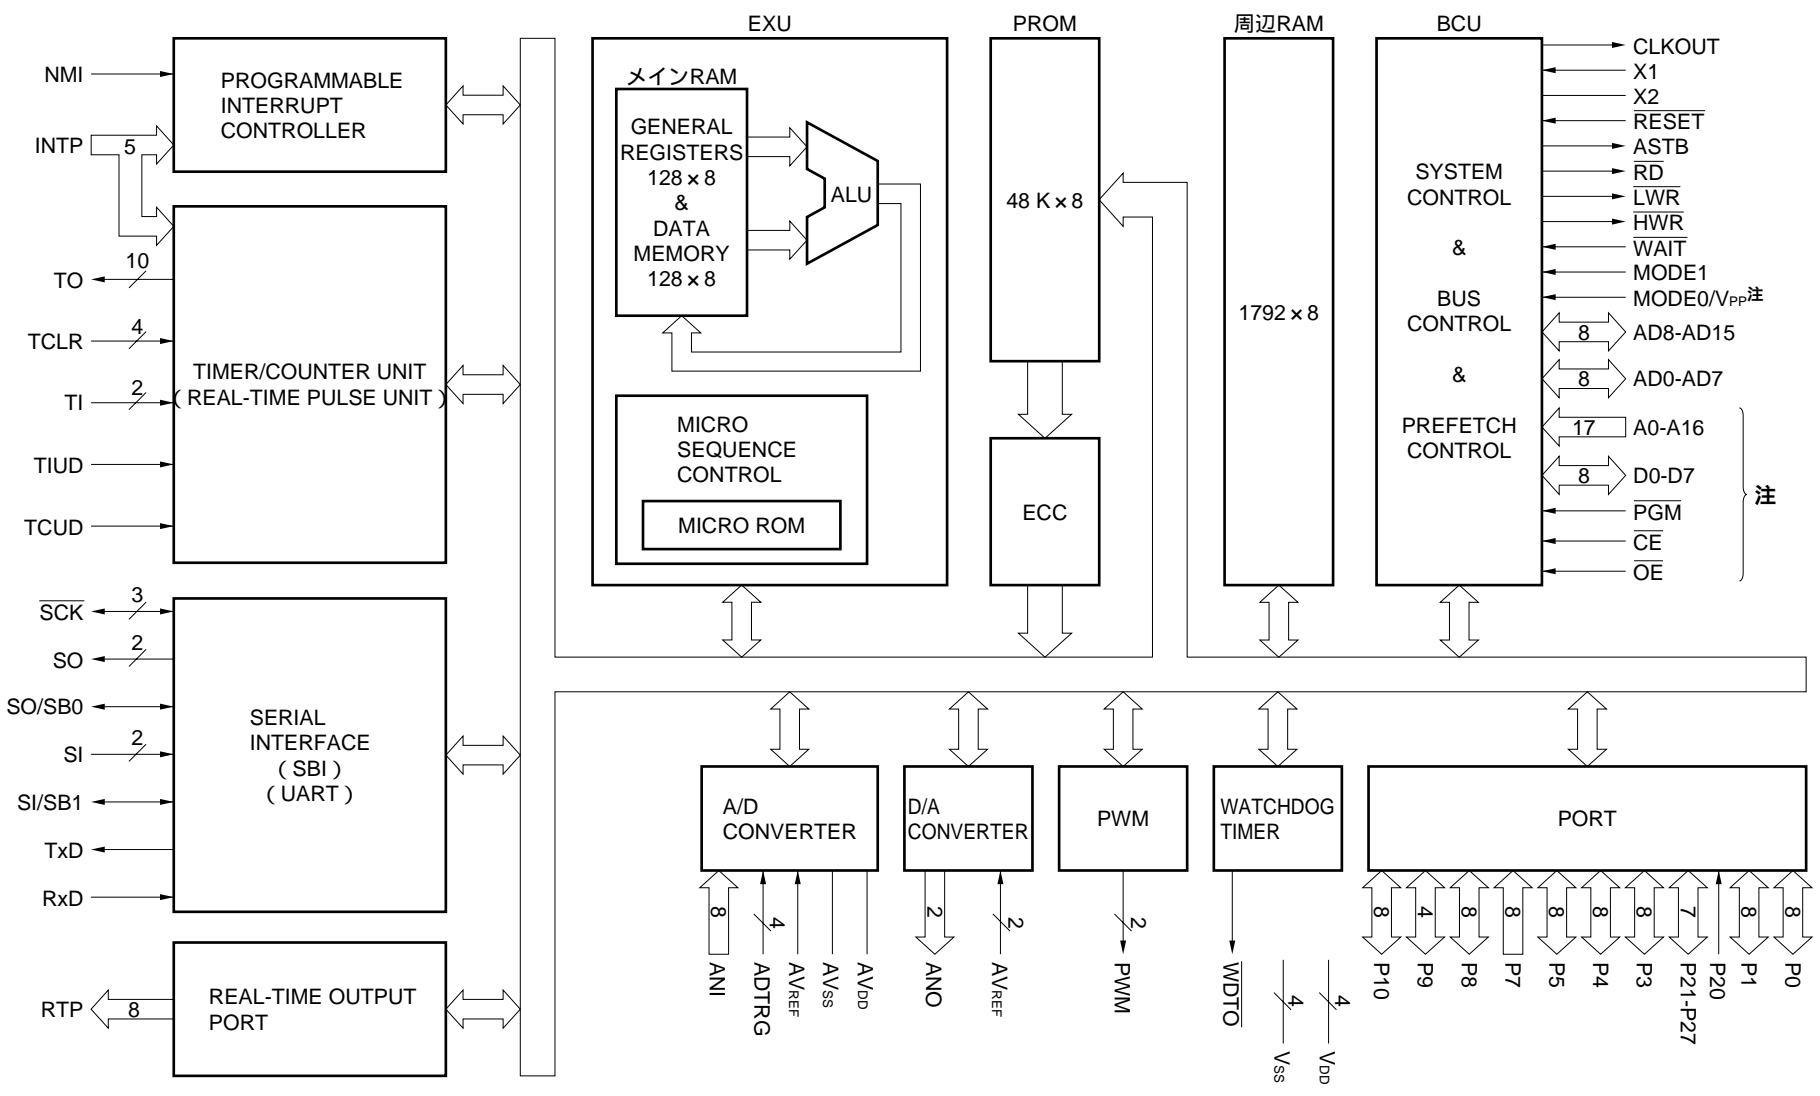 EXU
PROM
周辺RAM
BCU
NMI
INTP
5
PROGRAMMABLE
INTERRUPT
CONTROLLER
TO
10
TCLR
4
TI
2
TIUD
TCUD
TIMER/COUNTER UNIT
(REAL-TIME PULSE UNIT)
SCK
3
SO
2
SO/SB0
SI
2
SI/SB1
TxD
RxD
SERIAL
INTERFACE
(SBI)
(UART)
RTP
8
REAL-TIME OUTPUT
PORT
メインRAM
GENERAL
REGISTERS
128×8
&
DATA
MEMORY
128×8
ALU
MICRO
SEQUENCE
CONTROL
MICRO ROM
48 K×8
ECC
1792×8
SYSTEM
CONTROL
&
BUS
CONTROL
&
PREFETCH
CONTROL
CLKOUT
X1
X2
RESET
ASTB
RD
LWR
HWR
WAIT
MODE1
MODE0/VPP注
8
AD8-AD15
8
AD0-AD7
17
A0-A16
8
D0-D7
PGM
CE
OE
注
A/D
CONVERTER
8
ANI
4
ADTRG
AVREF
AVSS
AVDD
D/A
CONVERTER
2
ANO
2
AVREF
PWM
2
PWM
WATCHDOG
TIMER
WDTO
4
VSS
4
VDD
PORT
8
P10
4
P9
8
P8
8
P7
8
P5
8
P4
8
P3
7
P21-P27
P20
8
P1
8
P0